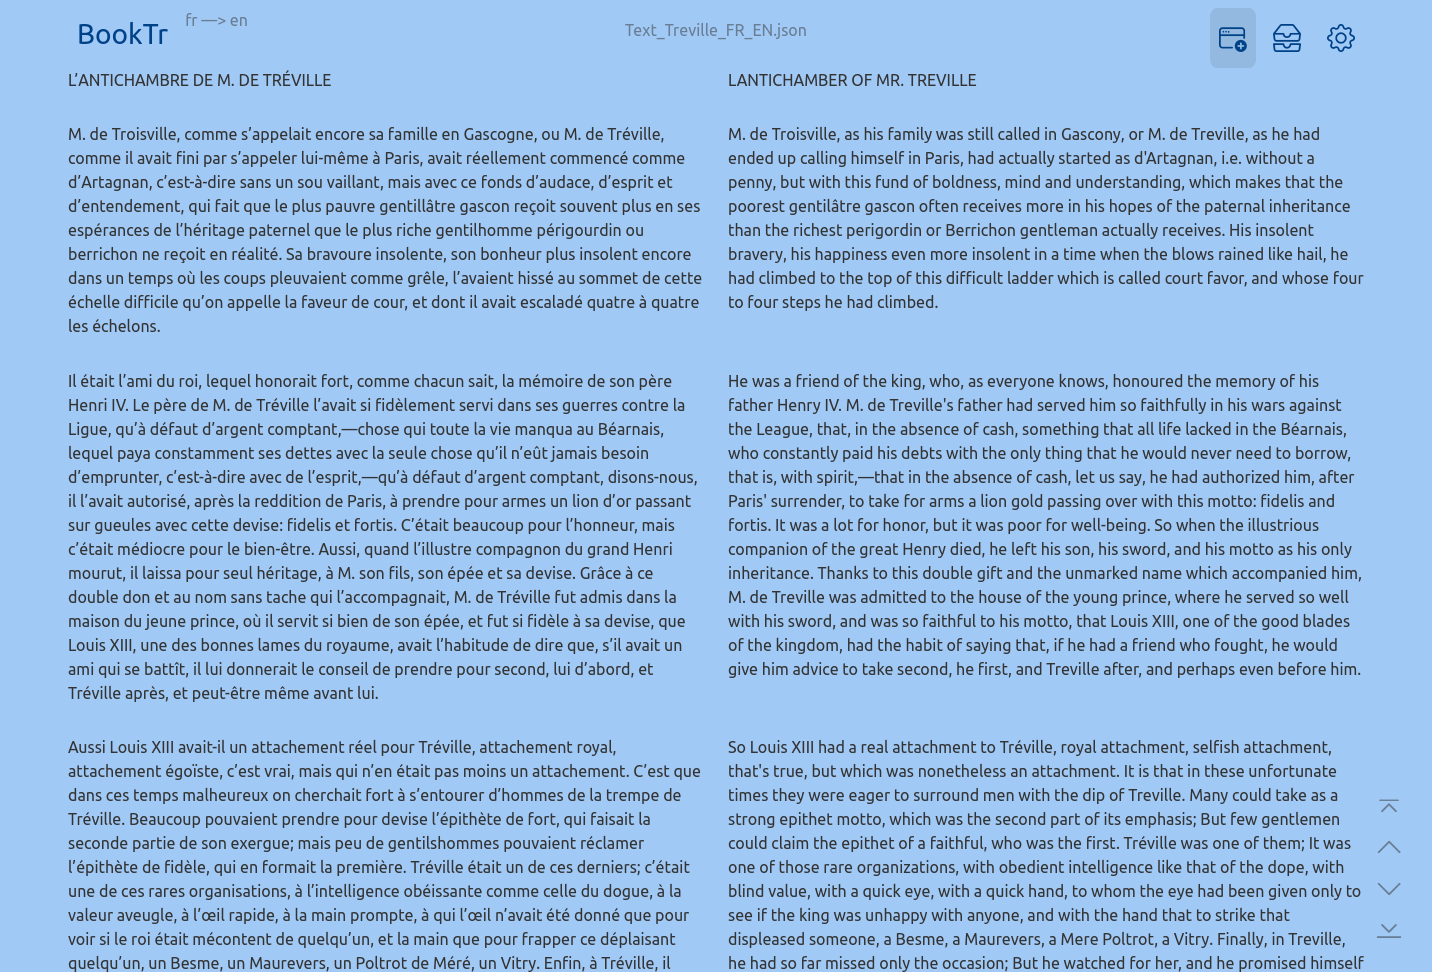 BookTr
fr —> en
Text_Treville_FR_EN.json
L’ANTICHAMBRE DE M. DE TRÉVILLE
M. de Troisville, comme s’appelait encore sa famille en Gascogne, ou M. de Tréville,
comme il avait fini par s’appeler lui-même à Paris, avait réellement commencé comme
d’Artagnan, c’est-à-dire sans un sou vaillant, mais avec ce fonds d’audace, d’esprit et
d’entendement, qui fait que le plus pauvre gentillâtre gascon reçoit souvent plus en ses
espérances de l’héritage paternel que le plus riche gentilhomme périgourdin ou
berrichon ne reçoit en réalité. Sa bravoure insolente, son bonheur plus insolent encore
dans un temps où les coups pleuvaient comme grêle, l’avaient hissé au sommet de cette
échelle difficile qu’on appelle la faveur de cour, et dont il avait escaladé quatre à quatre
les échelons.
Il était l’ami du roi, lequel honorait fort, comme chacun sait, la mémoire de son père
Henri IV. Le père de M. de Tréville l’avait si fidèlement servi dans ses guerres contre la
Ligue, qu’à défaut d’argent comptant,—chose qui toute la vie manqua au Béarnais,
lequel paya constamment ses dettes avec la seule chose qu’il n’eût jamais besoin
d’emprunter, c’est-à-dire avec de l’esprit,—qu’à défaut d’argent comptant, disons-nous,
il l’avait autorisé, après la reddition de Paris, à prendre pour armes un lion d’or passant
sur gueules avec cette devise: fidelis et fortis. C’était beaucoup pour l’honneur, mais
c’était médiocre pour le bien-être. Aussi, quand l’illustre compagnon du grand Henri
mourut, il laissa pour seul héritage, à M. son fils, son épée et sa devise. Grâce à ce
double don et au nom sans tache qui l’accompagnait, M. de Tréville fut admis dans la
maison du jeune prince, où il servit si bien de son épée, et fut si fidèle à sa devise, que
Louis XIII, une des bonnes lames du royaume, avait l’habitude de dire que, s’il avait un
ami qui se battît, il lui donnerait le conseil de prendre pour second, lui d’abord, et
Tréville après, et peut-être même avant lui.
Aussi Louis XIII avait-il un attachement réel pour Tréville, attachement royal,
attachement égoïste, c’est vrai, mais qui n’en était pas moins un attachement. C’est que
dans ces temps malheureux on cherchait fort à s’entourer d’hommes de la trempe de
Tréville. Beaucoup pouvaient prendre pour devise l’épithète de fort, qui faisait la
seconde partie de son exergue; mais peu de gentilshommes pouvaient réclamer
l’épithète de fidèle, qui en formait la première. Tréville était un de ces derniers; c’était
une de ces rares organisations, à l’intelligence obéissante comme celle du dogue, à la
valeur aveugle, à l’œil rapide, à la main prompte, à qui l’œil n’avait été donné que pour
voir si le roi était mécontent de quelqu’un, et la main que pour frapper ce déplaisant
quelqu’un, un Besme, un Maurevers, un Poltrot de Méré, un Vitry. Enfin, à Tréville, il
LANTICHAMBER OF MR. TREVILLE
M. de Troisville, as his family was still called in Gascony, or M. de Treville, as he had
ended up calling himself in Paris, had actually started as d'Artagnan, i.e. without a
penny, but with this fund of boldness, mind and understanding, which makes that the
poorest gentilâtre gascon often receives more in his hopes of the paternal inheritance
than the richest perigordin or Berrichon gentleman actually receives. His insolent
bravery, his happiness even more insolent in a time when the blows rained like hail, he
had climbed to the top of this difficult ladder which is called court favor, and whose four
to four steps he had climbed.
He was a friend of the king, who, as everyone knows, honoured the memory of his
father Henry IV. M. de Treville's father had served him so faithfully in his wars against
the League, that, in the absence of cash, something that all life lacked in the Béarnais,
who constantly paid his debts with the only thing that he would never need to borrow,
that is, with spirit,—that in the absence of cash, let us say, he had authorized him, after
Paris' surrender, to take for arms a lion gold passing over with this motto: fidelis and
fortis. It was a lot for honor, but it was poor for well-being. So when the illustrious
companion of the great Henry died, he left his son, his sword, and his motto as his only
inheritance. Thanks to this double gift and the unmarked name which accompanied him,
M. de Treville was admitted to the house of the young prince, where he served so well
with his sword, and was so faithful to his motto, that Louis XIII, one of the good blades
of the kingdom, had the habit of saying that, if he had a friend who fought, he would
give him advice to take second, he first, and Treville after, and perhaps even before him.
So Louis XIII had a real attachment to Tréville, royal attachment, selfish attachment,
that's true, but which was nonetheless an attachment. It is that in these unfortunate
times they were eager to surround men with the dip of Treville. Many could take as a
strong epithet motto, which was the second part of its emphasis; But few gentlemen
could claim the epithet of a faithful, who was the first. Tréville was one of them; It was
one of those rare organizations, with obedient intelligence like that of the dope, with
blind value, with a quick eye, with a quick hand, to whom the eye had been given only to
see if the king was unhappy with anyone, and with the hand that to strike that
displeased someone, a Besme, a Maurevers, a Mere Poltrot, a Vitry. Finally, in Treville,
he had so far missed only the occasion; But he watched for her, and he promised himself